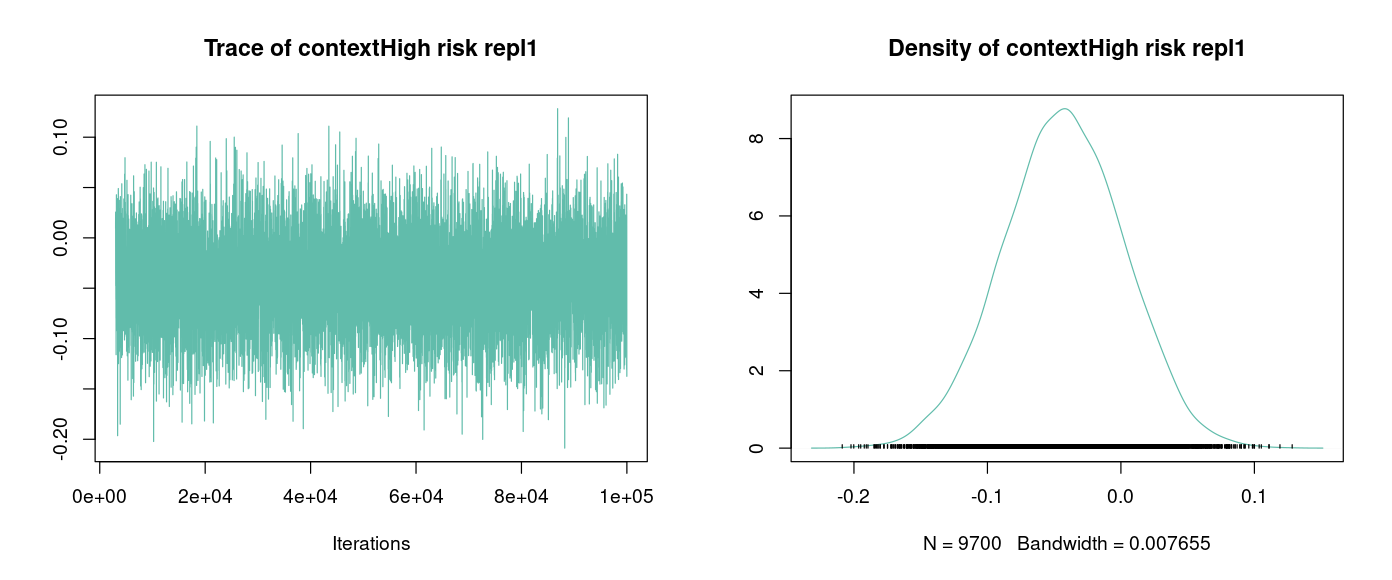 Trace of contextHigh risk repl1
0.10
0.00
-0.10
-0.20
0e+00 2e+04 4e+04 6e+04 8e+04 1e+05
Iterations
Density of contextHigh risk repl1
8
6
4
2
0
-0.2 -0.1 0.0 0.1
N = 9700 Bandwidth = 0.007655